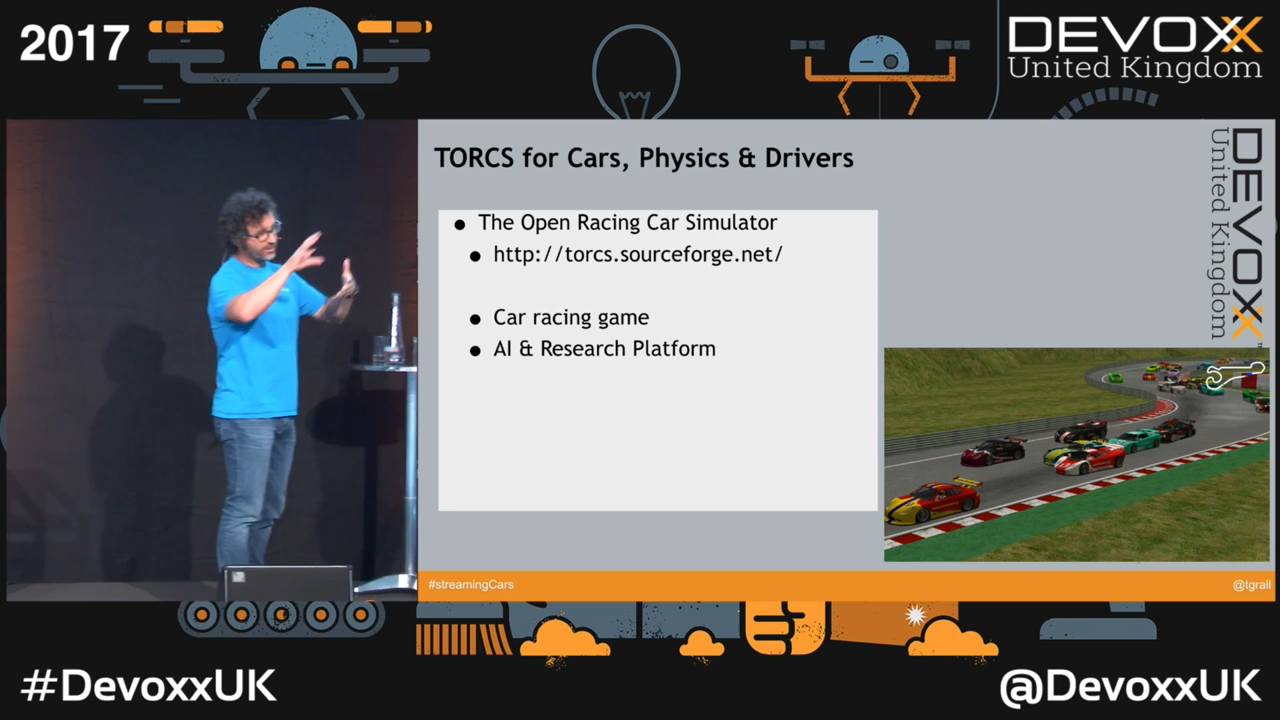 2017
DEVOXX
United Kingdom
TORCS for Cars, Physics & Drivers
The Open Racing Car Simulator
http://torcs.sourceforge.net/
Car racing game
AI & Research Platform
DEVOXX
United Kingdom
#streamingCars
@tgrall
#DevoxxUK
@DevoxxUK